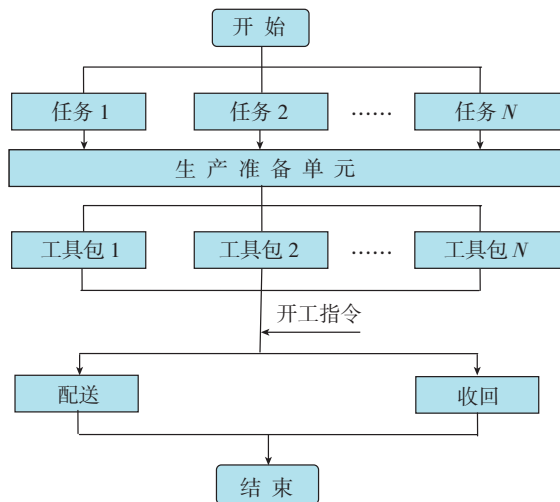 开 始
任务 1 任务 2 …… 任务 N
生 产 准 备 单 元
工具包 1 工具包 2 …… 工具包 N
开工指令
配送 收回
结 束